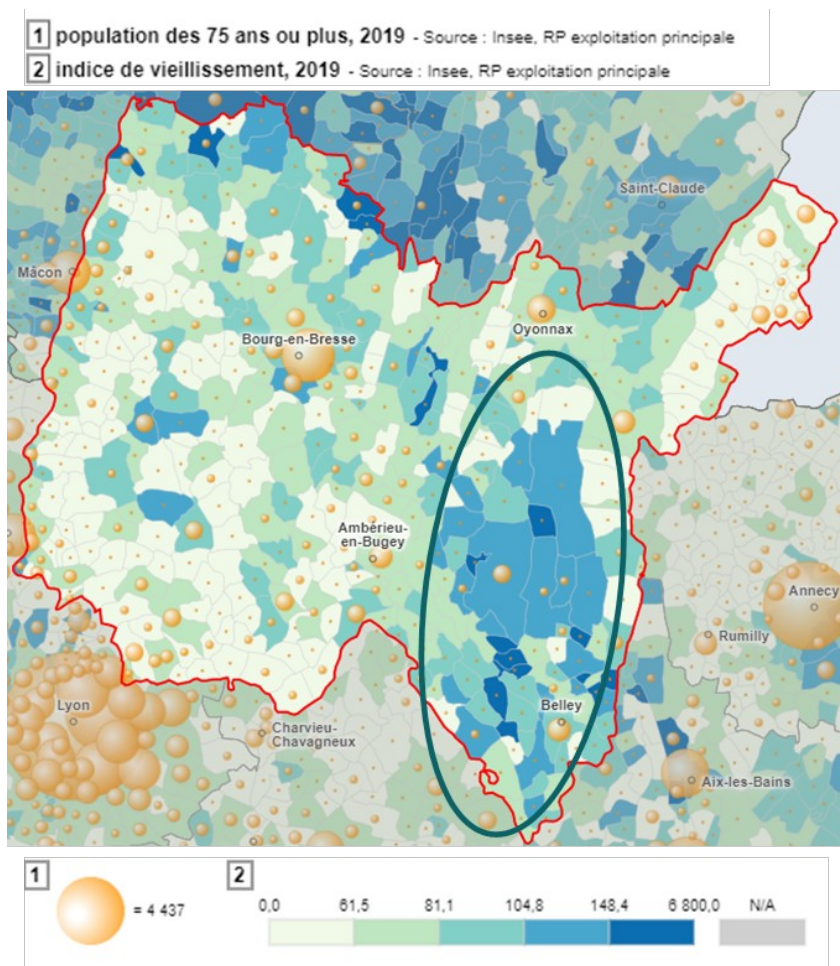 1 population des 75 ans ou plus, 2019 - Source : Insee, RP exploitation principale
2 indice de vieillissement, 2019 - Source : Insee, RP exploitation principale
Saint-Claude
Mâcon
Oyonnax
Bourg-en-Bresse
Ambérieu-
en-Bugey
Annecy
Rumilly
Lyon
Belley
Charvieu-
Chavagneux
Aix-les-Bains
1
= 4 437
2
0,0 61,5 81,1 104,8 148,4 6 800,0 N/A